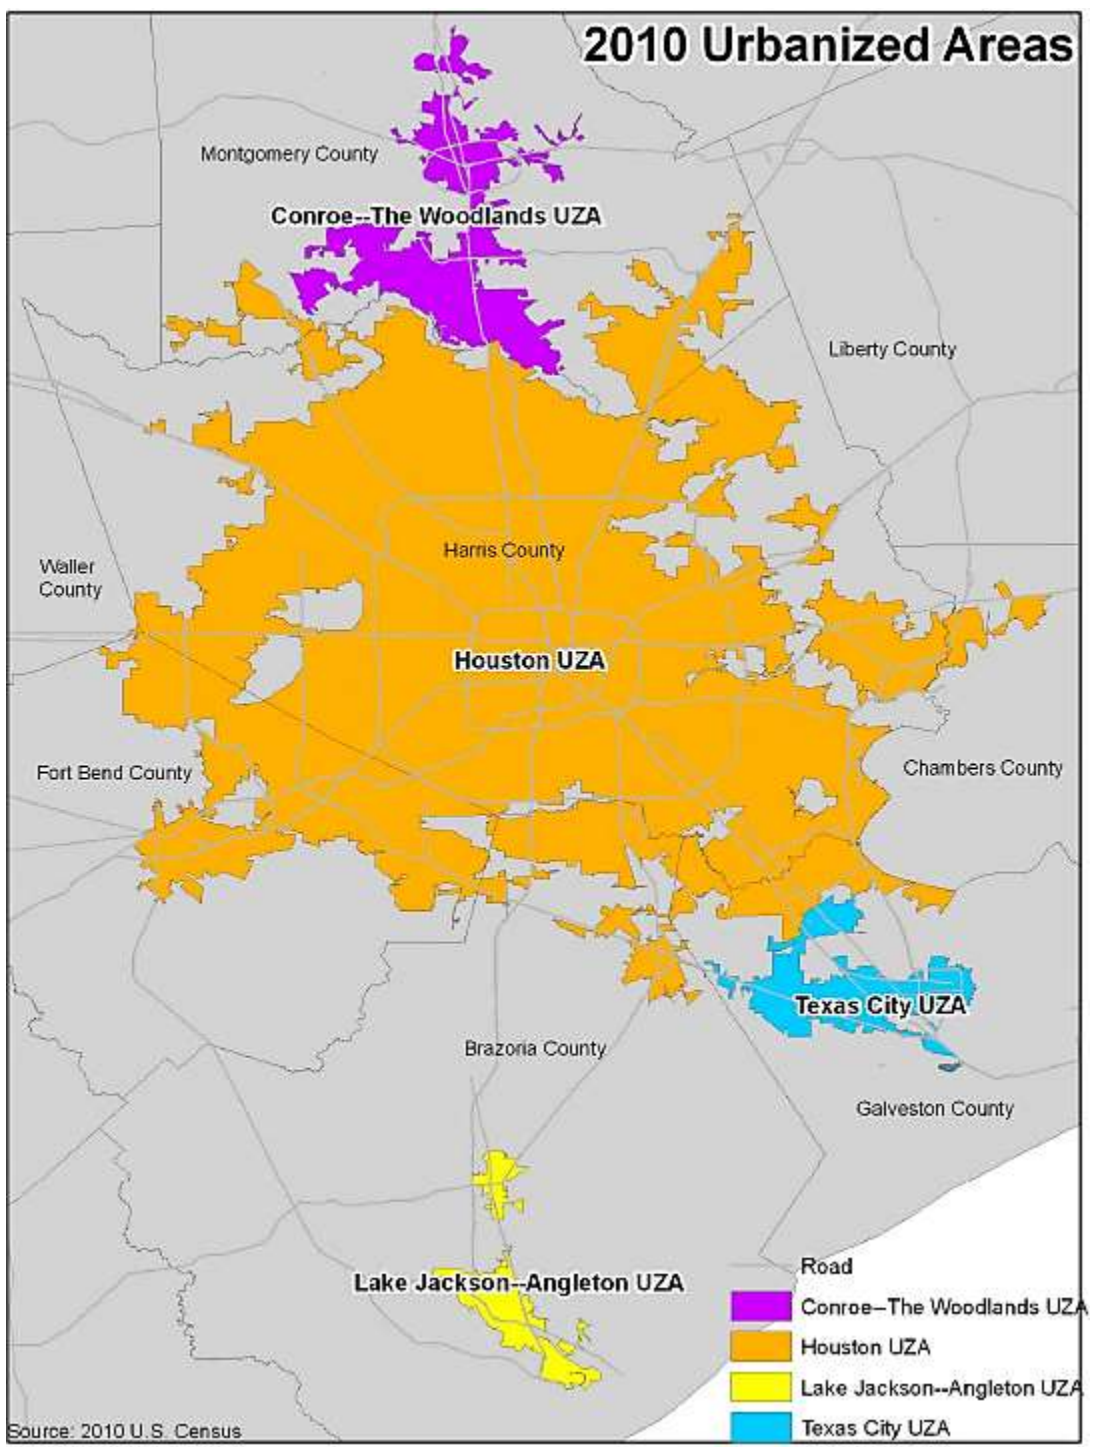 2010 Urbanized Areas
Montgomery County
Conroe--The Woodlands UZA
Liberty County
Harris County
Waller
County
Houston UZA
Fort Bend County
Chambers County
Texas City UZA
Brazoria County
Galveston County
Lake Jackson--Angleton UZA
Road
Conroe--The Woodlands UZA
Houston UZA
Lake Jackson--Angleton UZA
Texas City UZA
Source: 2010 U.S. Census